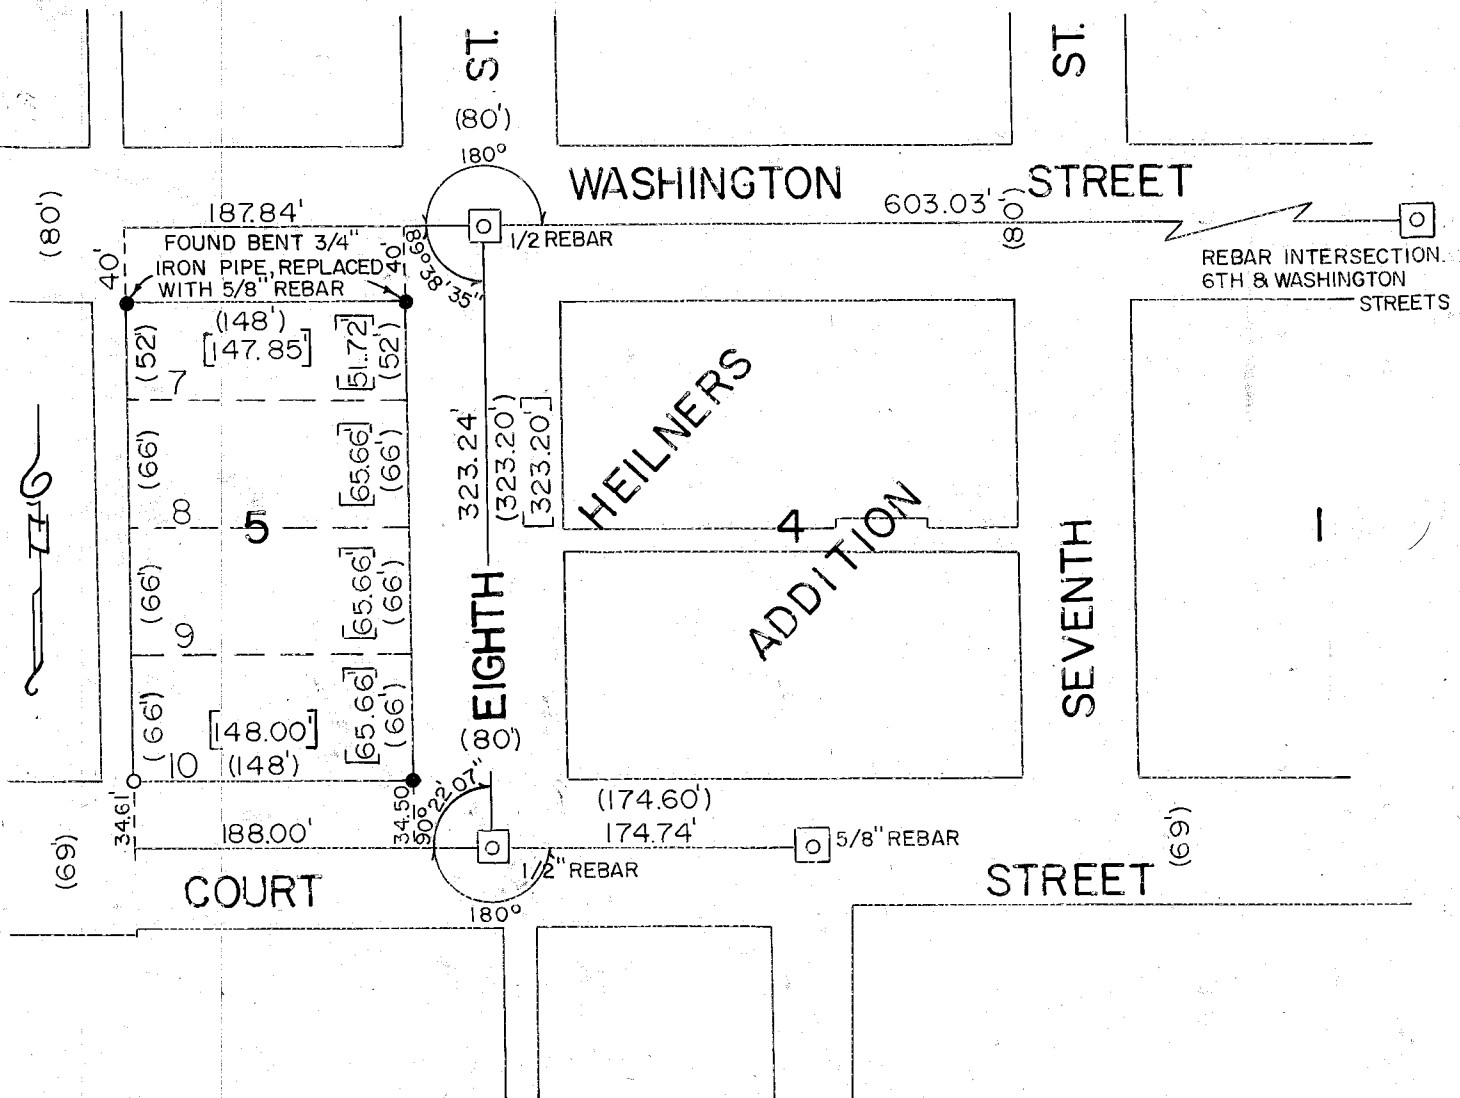 ST.
ST.
(80')
180°
WASHINGTON STREET
(80')
187.84'
603.03'
(80')
40'
FOUND BENT 3/4"
IRON PIPE, REPLACED
WITH 5/8" REBAR
40'
89°38'35"
1/2 REBAR
REBAR INTERSECTION.
6TH & WASHINGTON
STREETS
(148')
[147.85']
(52')
[51.72']
(52')
7
(66')
[65.66']
(66')
8
5
323.24'
(323.20')
[323.20']
HEILNERS
ADDITION
4
1
(66')
[65.66']
(66')
9
EIGHTH
SEVENTH
(66')
[148.00']
[65.66']
(66')
10
(148')
(80')
34.61'
34.50
90°22'07"
(174.60')
(69')
188.00'
174.74'
5/8" REBAR
(69')
1/2" REBAR
COURT STREET
180°